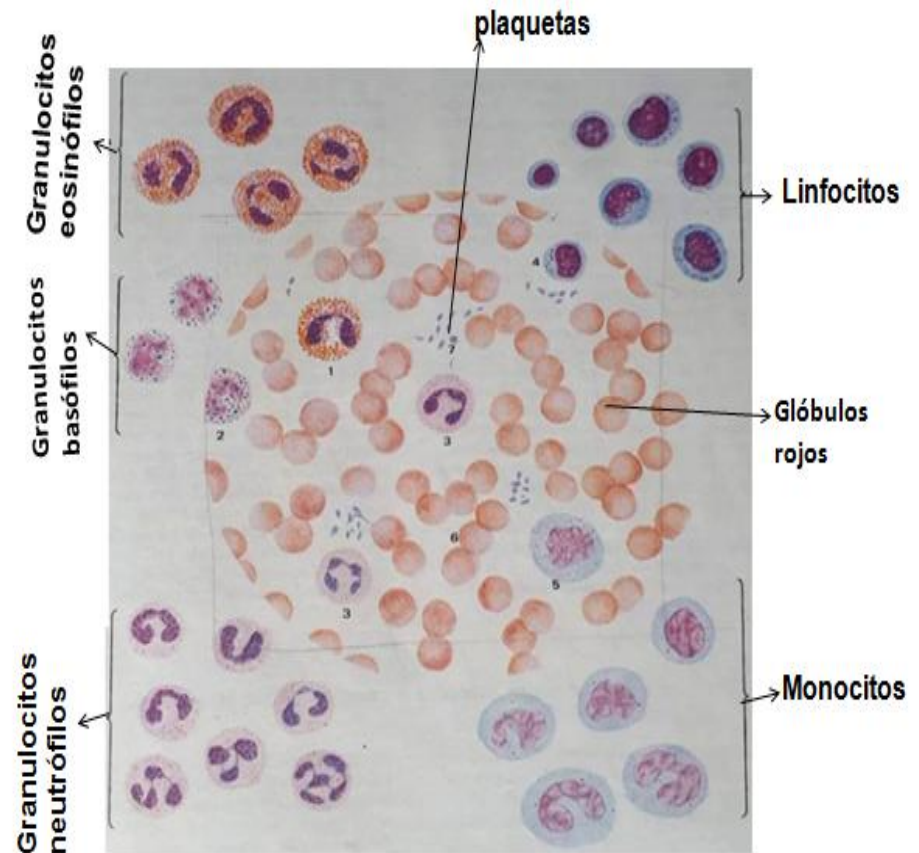 plaquetas
Granulocitos
eosinófilos
Linfocitos
4
Granulocitos
basófilos
7
1
3
2
Glóbulos
rojos
6
5
3
Granulocitos
neutrófilos
Monocitos